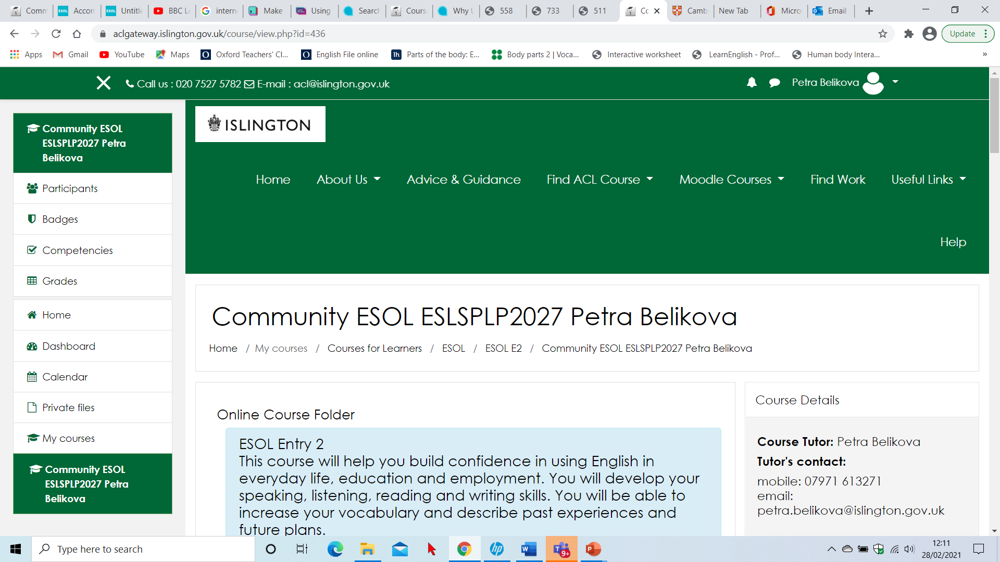 Comm
Accon
Untitle
BBC Le
intern
Make
Using
Search
Course
Why U
558
733
511
Co
Camb
New Tab
Micro
Email
aclgateway.islington.gov.uk/course/view.php?id=436
Update
Apps
Gmail
YouTube
Maps
Oxford Teachers' Cl...
English File online
Parts of the body: E...
Body parts 2 | Voca...
Interactive worksheet
LearnEnglish - Prof...
Human body Intera...
»
Call us : 020 7527 5782 E-mail : acl@islington.gov.uk
Petra Belikova
ISLINGTON
Home
About Us
Advice & Guidance
Find ACL Course
Moodle Courses
Find Work
Useful Links
Help
Community ESOL
ESLSPLP2027 Petra
Belikova
Participants
Badges
Competencies
Grades
Home
Dashboard
Calendar
Private files
My courses
Community ESOL
ESLSPLP2027 Petra
Belikova
Community ESOL ESLSPLP2027 Petra Belikova
Home / My courses / Courses for Learners / ESOL / ESOL E2 / Community ESOL ESLSPLP2027 Petra Belikova
Online Course Folder
ESOL Entry 2
This course will help you build confidence in using English in
everyday life, education and employment. You will develop your
speaking, listening, reading and writing skills. You will be able to
increase your vocabulary and describe past experiences and
future plans.
Course Details
Course Tutor: Petra Belikova
Tutor's contact:
mobile: 07971 613271
email:
petra.belikova@islington.gov.uk
Type here to search
9+
12:11
28/02/2021